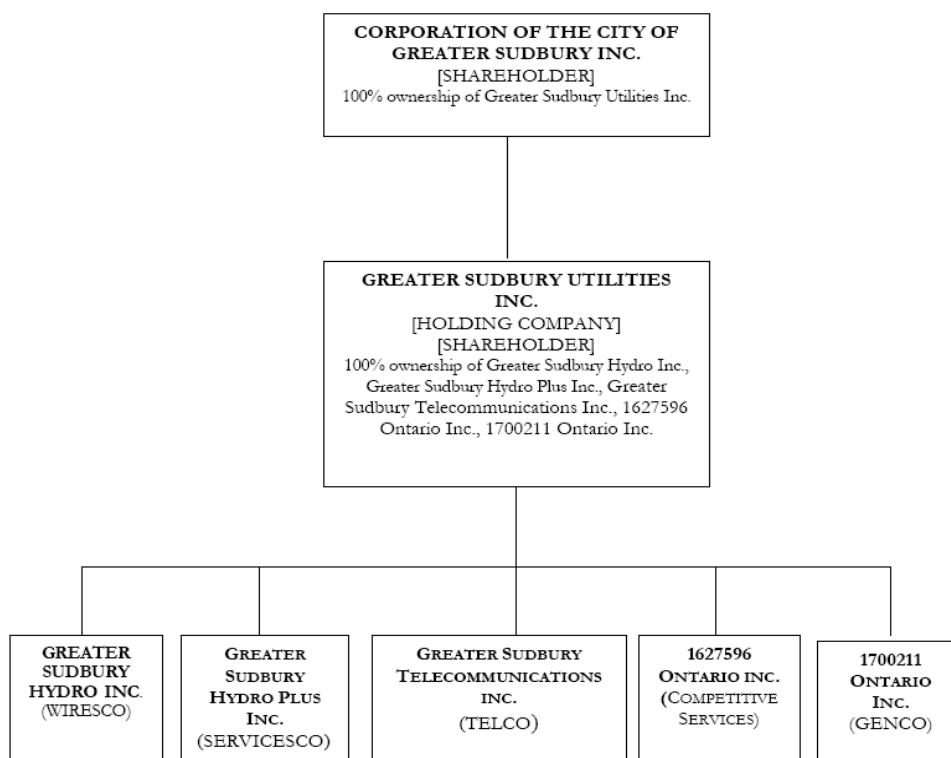 CORPORATION OF THE CITY OF
GREATER SUDBURY INC.
[SHAREHOLDER]
100% ownership of Greater Sudbury Utilities Inc.
GREATER SUDBURY UTILITIES
INC.
[HOLDING COMPANY]
[SHAREHOLDER]
100% ownership of Greater Sudbury Hydro Inc.,
Greater Sudbury Hydro Plus Inc., Greater
Sudbury Telecommunications Inc., 1627596
Ontario Inc., 1700211 Ontario Inc.
GREATER
SUDBURY
HYDRO INC.
(WIRESCO)
GREATER
SUDBURY
HYDRO PLUS
INC.
(SERVICESCO)
GREATER SUDBURY
TELECOMMUNICATIONS
INC.
(TELCO)
1627596
ONTARIO INC.
(COMPETITIVE
SERVICES)
1700211
ONTARIO
INC.
(GENCO)